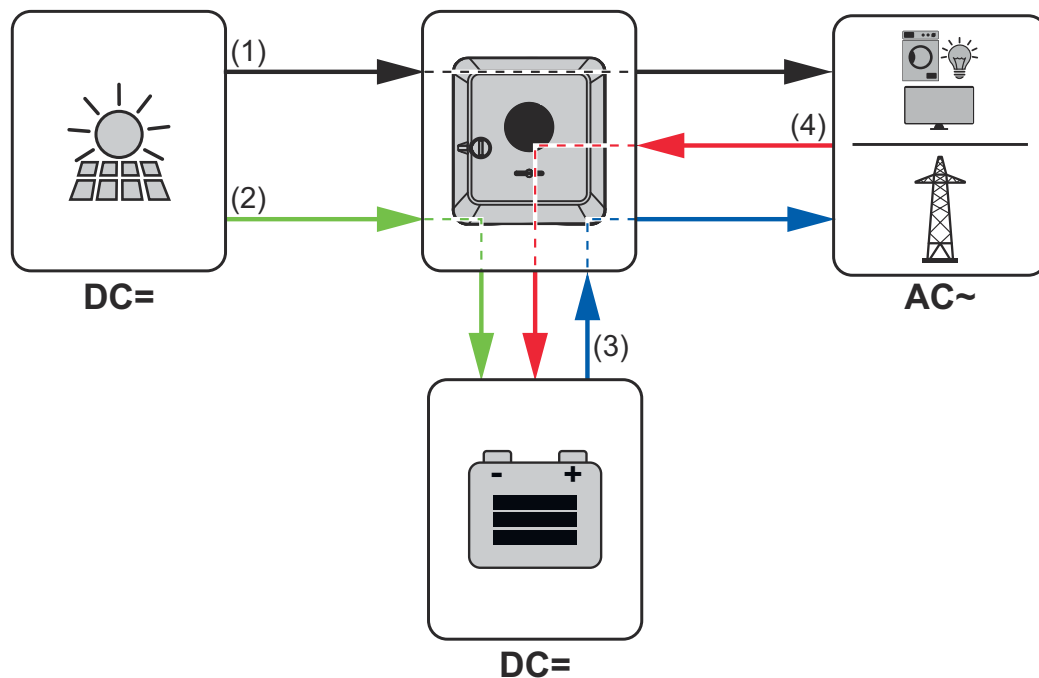 (1)
(4)
(2)
DC=
AC~
(3)
- +
DC=